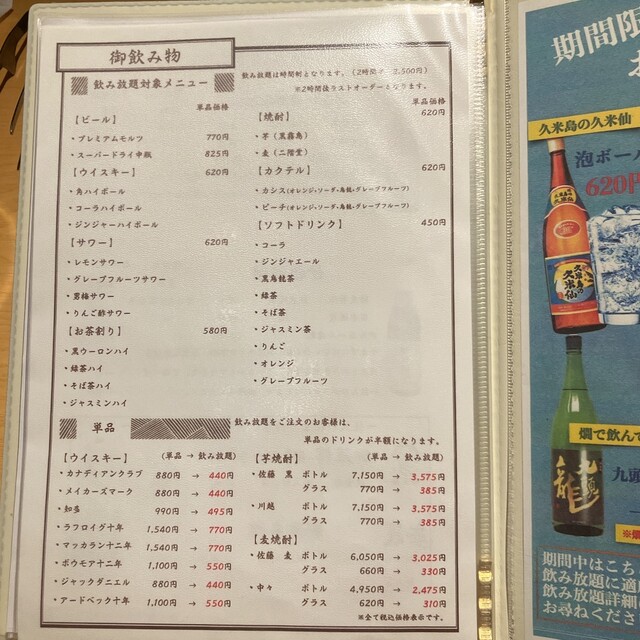 御飲み物
飲み放題対象メニュー
飲み放題は時間制となります。(2時間 2,500円)
※2時間後ラストオーダーとなります。
単品価格
【ビール】
・プレミアムモルツ 770円
・スーパードライ中瓶 825円
【ウイスキー】 620円
・角ハイボール
・コーラハイボール
・ジンジャーハイボール
【サワー】 620円
・レモンサワー
・グレープフルーツサワー
・男梅サワー
・りんご酢サワー
【お茶割り】 580円
・黒ウーロンハイ
・緑茶ハイ
・そば茶ハイ
・ジャスミンハイ
単品価格
【焼酎】 620円
・芋(黒霧島)
・麦(二階堂)
【カクテル】 620円
・カシス(オレンジ・ソーダ・烏龍・グレープフルーツ)
・ピーチ(オレンジ・ソーダ・烏龍・グレープフルーツ)
【ソフトドリンク】 450円
・コーラ
・ジンジャエール
・黒烏龍茶
・緑茶
・そば茶
・ジャスミン茶
・りんご
・オレンジ
・グレープフルーツ
単品
飲み放題をご注文のお客様は、
単品のドリンクが半額になります。
【ウイスキー】 (単品 → 飲み放題)
・カナディアンクラブ 880円 → 440円
・メイカーズマーク 880円 → 440円
・知多 990円 → 495円
・ラフロイグ十年 1,540円 → 770円
・マッカラン十二年 1,540円 → 770円
・ボウモア十二年 1,100円 → 550円
・ジャックダニエル 880円 → 440円
・アードベック十年 1,100円 → 550円
【芋焼酎】 (単品 → 飲み放題)
・佐藤 黒 ボトル 7,150円 → 3,575円
グラス 770円 → 385円
・川越 ボトル 7,150円 → 3,575円
グラス 770円 → 385円
【麦焼酎】
・佐藤 麦 ボトル 6,050円 → 3,025円
グラス 660円 → 330円
・中々 ボトル 4,950円 → 2,475円
グラス 620円 → 310円
※全て税込価格表示です。
期間限
お
久米島の久米仙
泡ボール
620円
久米島の
久米仙
畑で飲んで
九頭龍
九頭
※畑
期間中はこち
飲み放題に適
飲み放題詳細
お尋ねくださ